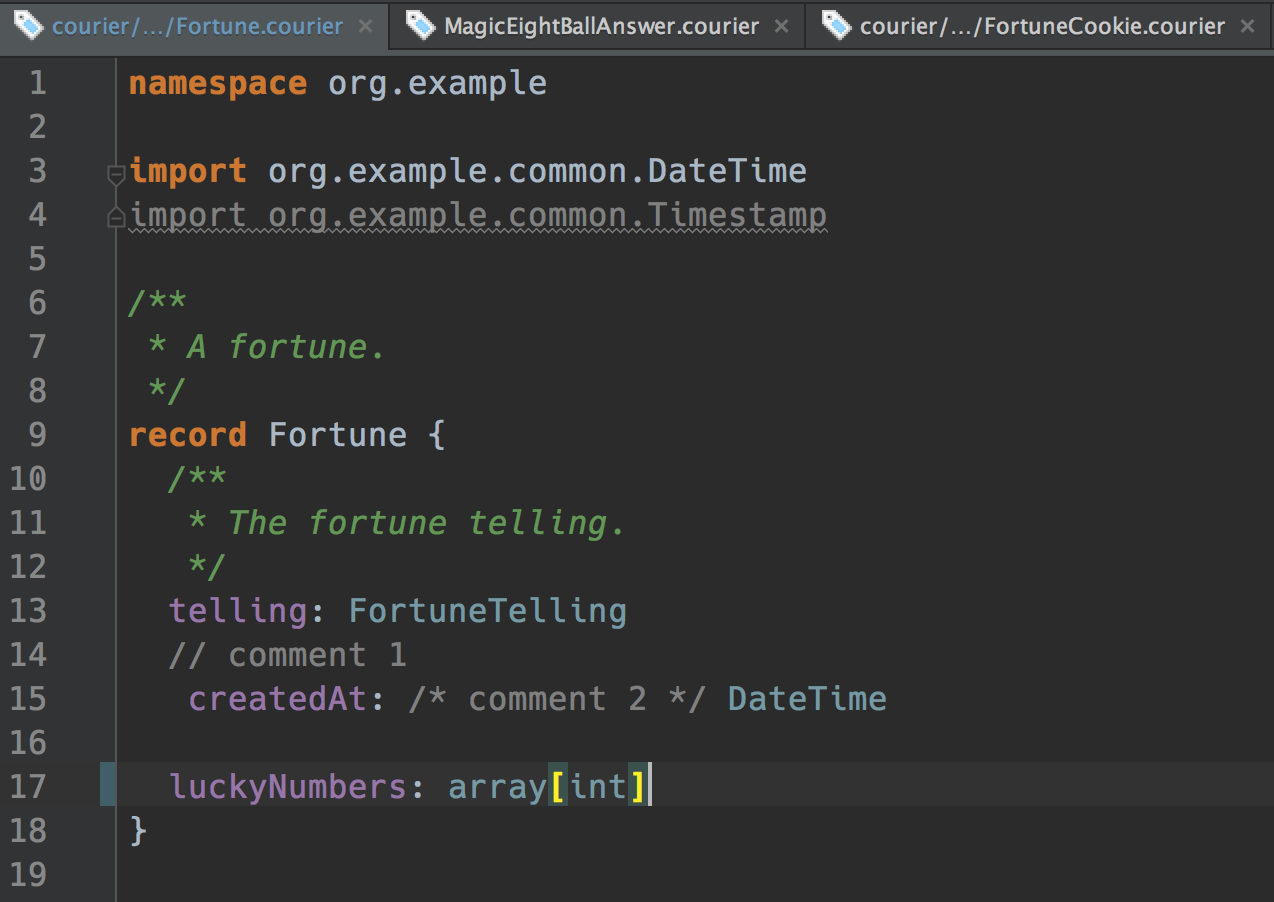 courier/.../Fortune.courier × MagicEightBallAnswer.courier × courier/.../FortuneCookie.courier ×
1 namespace org.example
2
3 import org.example.common.DateTime
4 import org.example.common.Timestamp
5
6 /**
7  * A fortune.
8  */
9 record Fortune {
10   /**
11    * The fortune telling.
12    */
13   telling: FortuneTelling
14   // comment 1
15    createdAt: /* comment 2 */ DateTime
16
17   luckyNumbers: array[int]
18 }
19